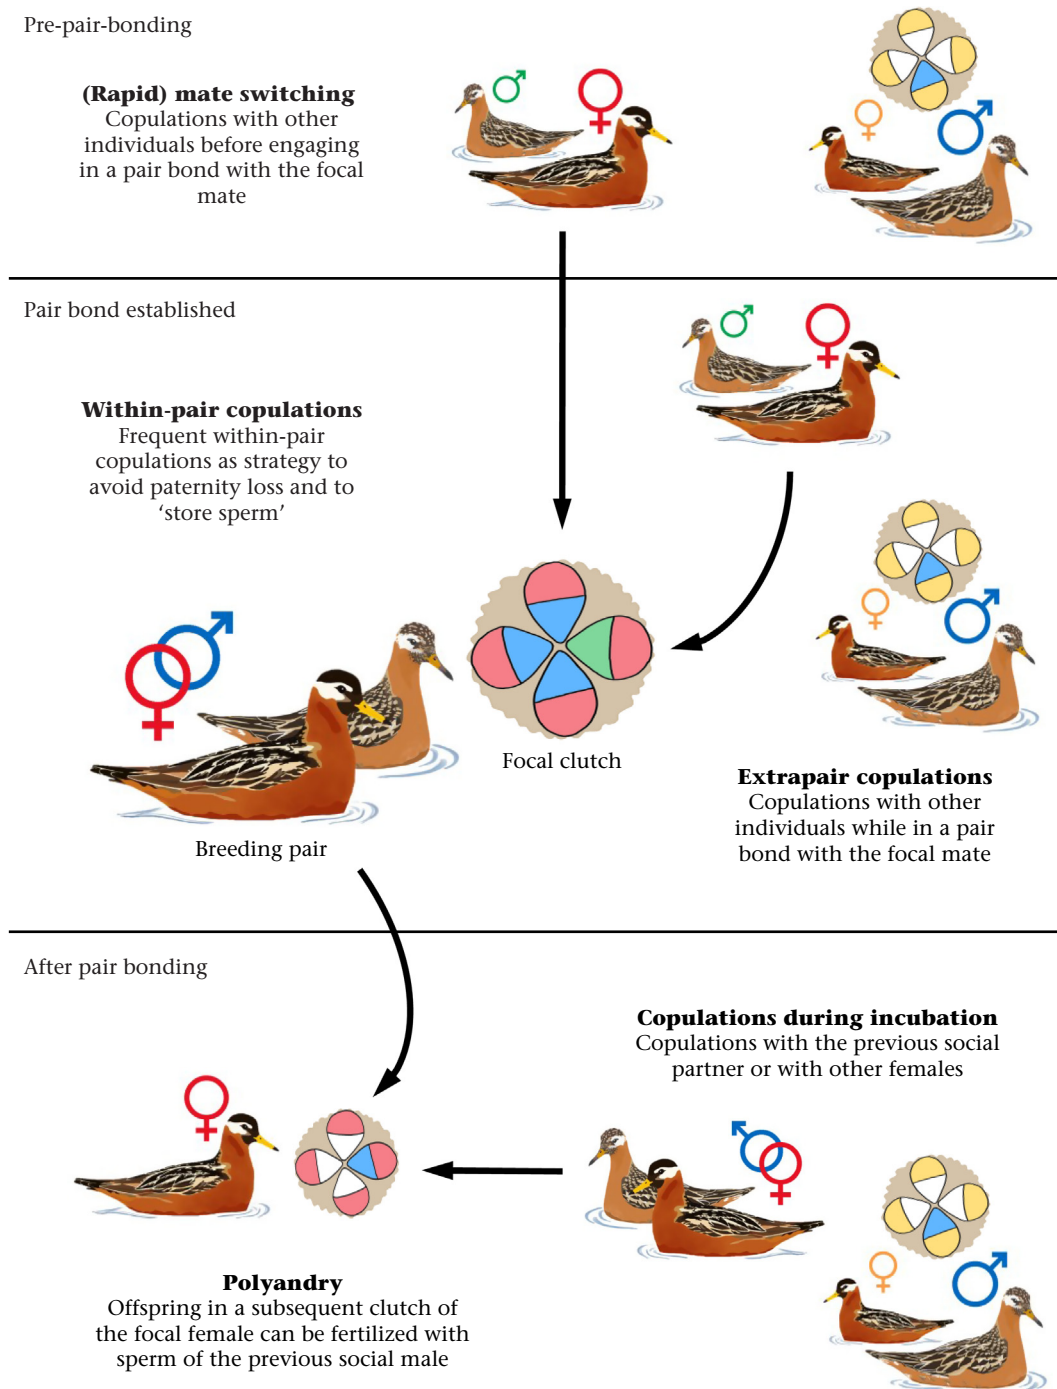 Pre-pair-bonding
(Rapid) mate switching
Copulations with other
individuals before engaging
in a pair bond with the focal
mate
Pair bond established
Within-pair copulations
Frequent within-pair
copulations as strategy to
avoid paternity loss and to
‘store sperm’
Focal clutch
Breeding pair
Extrapair copulations
Copulations with other
individuals while in a pair
bond with the focal mate
After pair bonding
Copulations during incubation
Copulations with the previous social
partner or with other females
Polyandry
Offspring in a subsequent clutch of
the focal female can be fertilized with
sperm of the previous social male